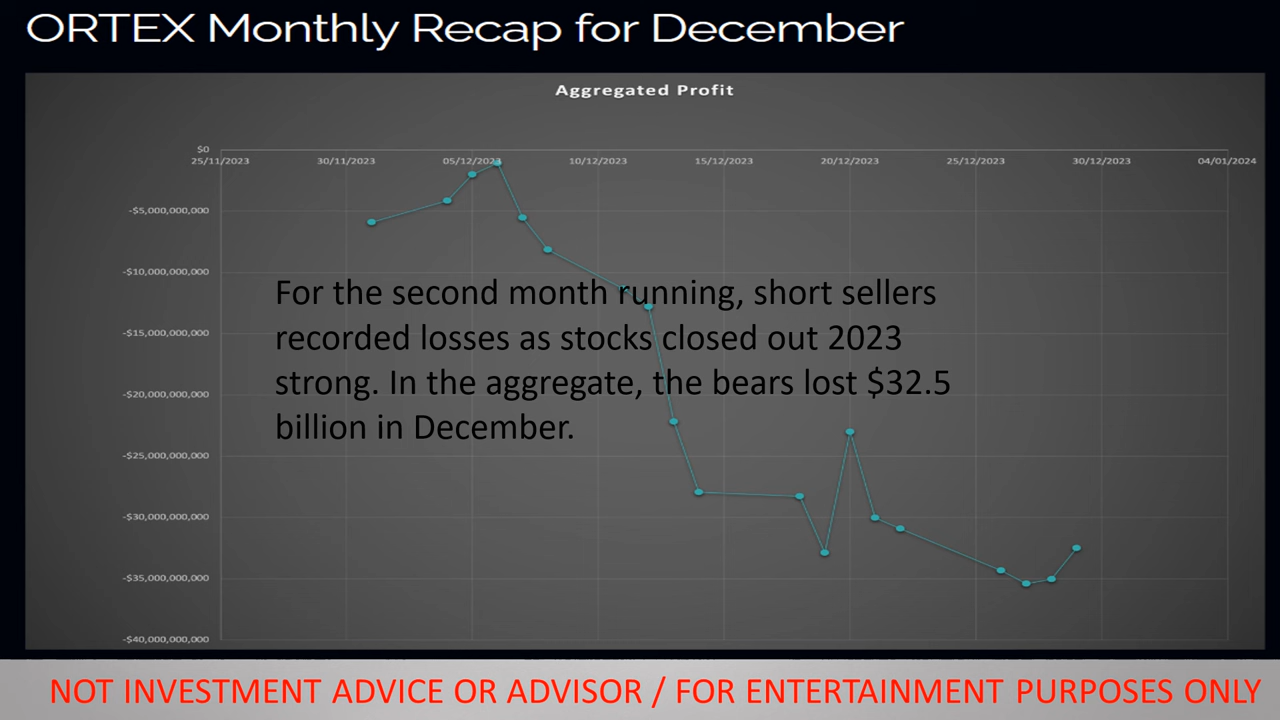 ORTEX Monthly Recap for December
Aggregated Profit
$0
25/11/2023 30/11/2023 05/12/2023 10/12/2023 15/12/2023 20/12/2023 25/12/2023 30/12/2023 04/01/2024
-$5,000,000,000
-$10,000,000,000
For the second month running, short sellers
-$15,000,000,000
recorded losses as stocks closed out 2023
strong. In the aggregate, the bears lost $32.5
-$20,000,000,000
billion in December.
-$25,000,000,000
-$30,000,000,000
-$35,000,000,000
-$40,000,000,000
NOT INVESTMENT ADVICE OR ADVISOR / FOR ENTERTAINMENT PURPOSES ONLY